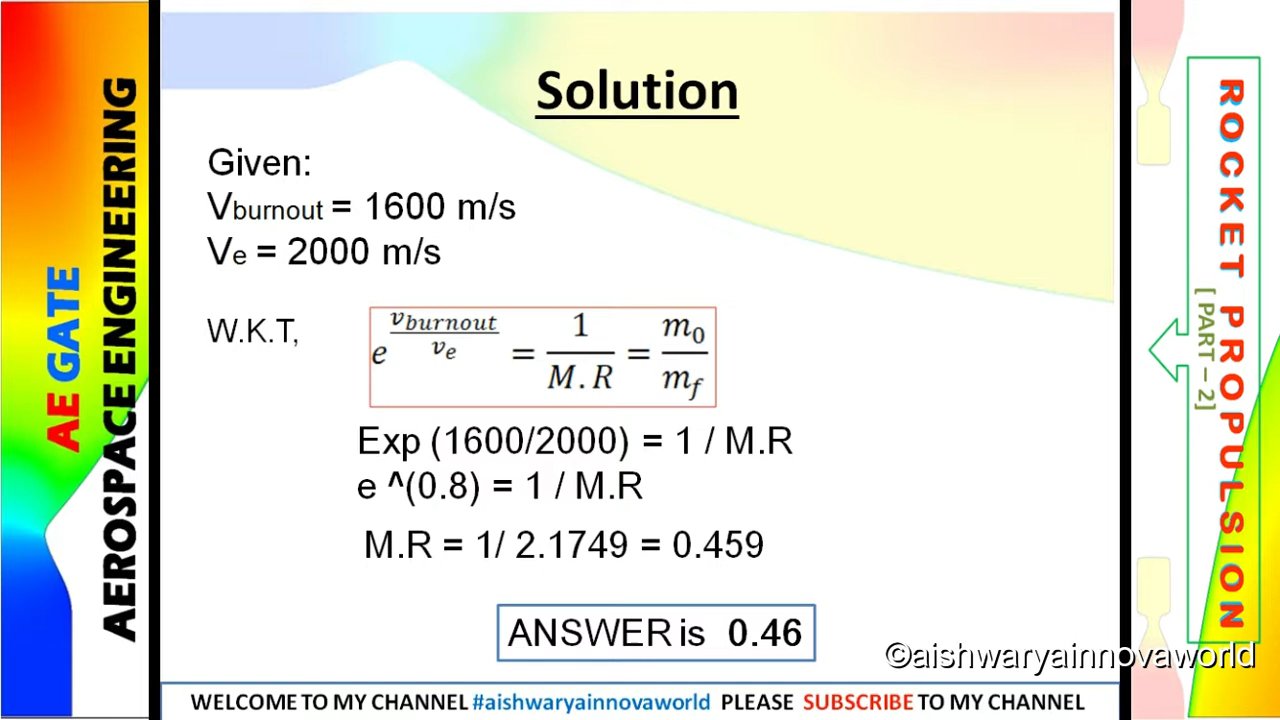 AE GATE
AEROSPACE ENGINEERING
Solution
Given:
Vburnout = 1600 m/s
Ve = 2000 m/s
W.K.T, e^(vburnout/ve) = 1/M.R = m0/mf
Exp (1600/2000) = 1 / M.R
e ^(0.8) = 1 / M.R
M.R = 1/ 2.1749 = 0.459
ANSWER is 0.46
ROCKET PROPULSION
[ PART – 2]
©aishwaryainnovaworld
WELCOME TO MY CHANNEL #aishwaryainnovaworld PLEASE SUBSCRIBE TO MY CHANNEL